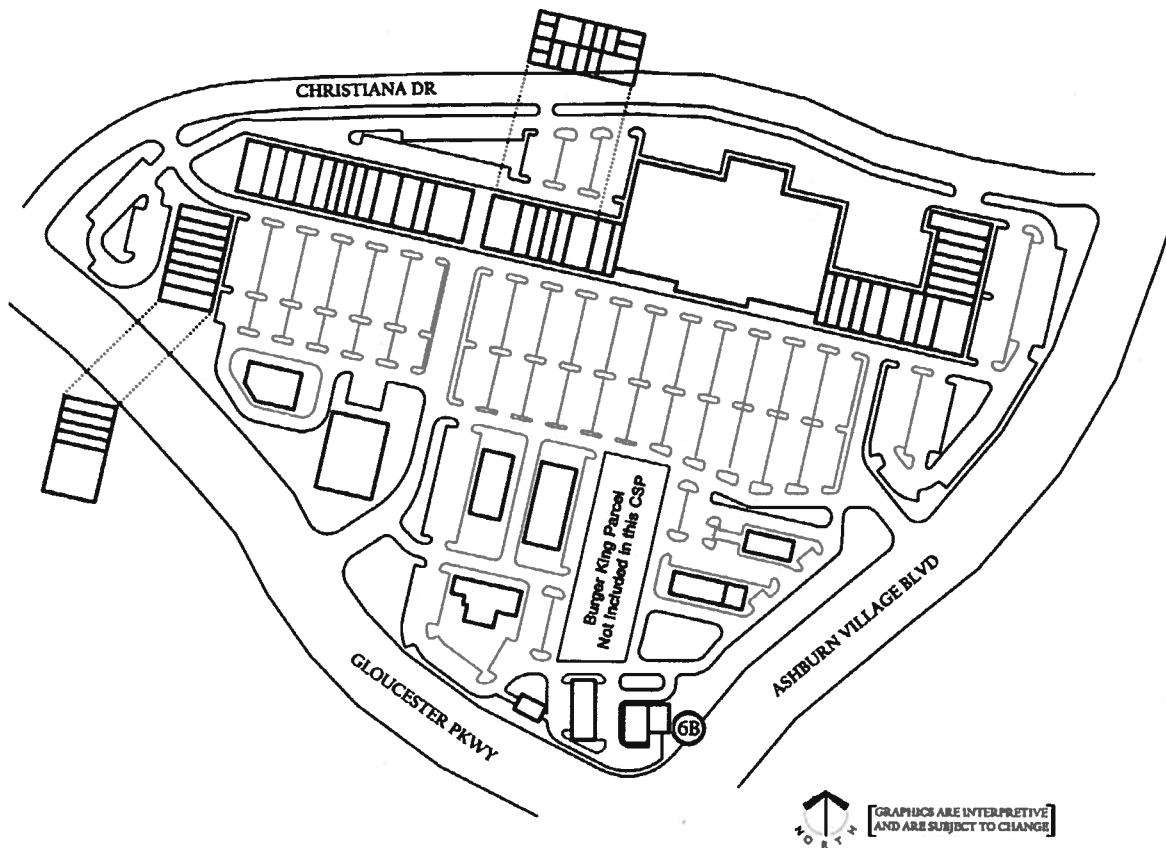 CHRISTIANA DR
Burger King Parcel
Not Included in this CSP
ASHBURN VILLAGE BLVD
GLOUCESTER PKWY
6B
NORTH
[GRAPHICS ARE INTERPRETIVE
AND ARE SUBJECT TO CHANGE]